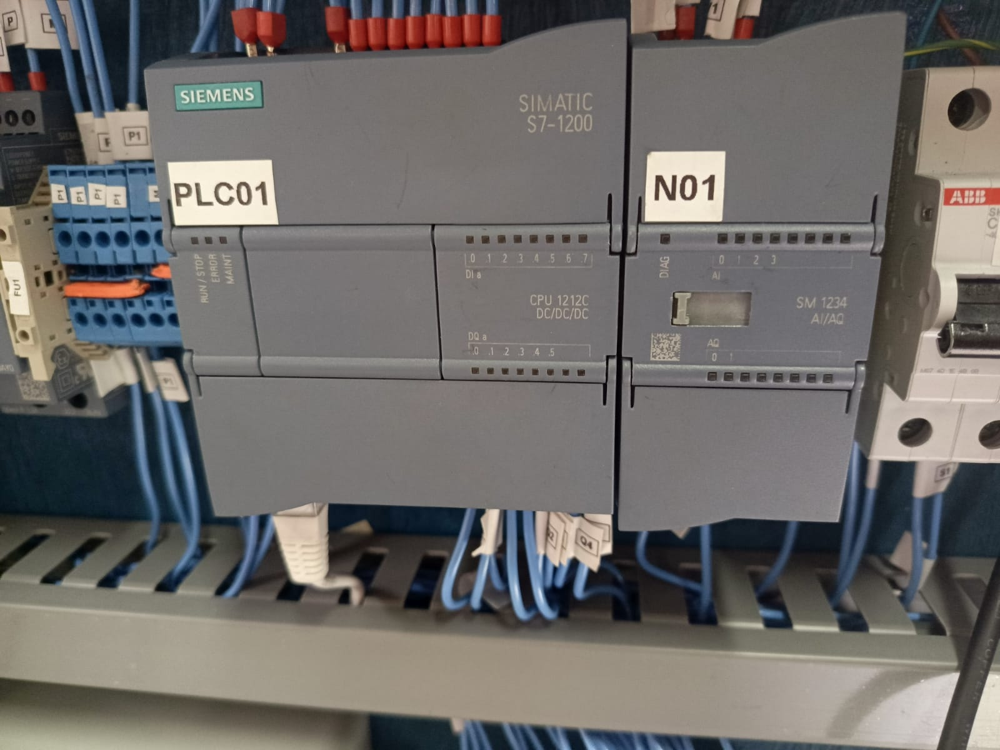 SIEMENS
SIMATIC
S7-1200
PLC01
N01
P
P1
P1
P1
P1
P1
FU1
RUN / STOP
ERROR
MAINT
.0 .1 .2 .3 .4 .5 .6 .7
DI a
CPU 1212C
DC/DC/DC
DQ a
.0 .1 .2 .3 .4 .5
DIAG
0 1 2 3
AI
SM 1234
AI/AQ
AQ
0 1
ABB
P1
Q4
S1